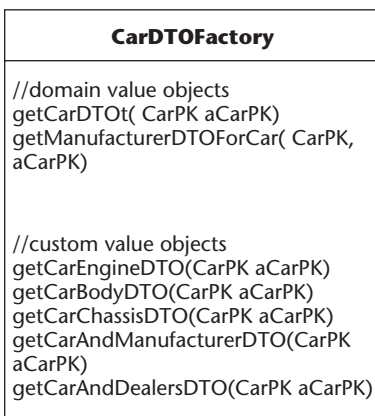 CarDTOFactory
//domain value objects
getCarDTOt( CarPK aCarPK)
getManufacturerDTOForCar( CarPK,
aCarPK)
//custom value objects
getCarEngineDTO(CarPK aCarPK)
getCarBodyDTO(CarPK aCarPK)
getCarChassisDTO(CarPK aCarPK)
getCarAndManufacturerDTO(CarPK
aCarPK)
getCarAndDealersDTO(CarPK aCarPK)